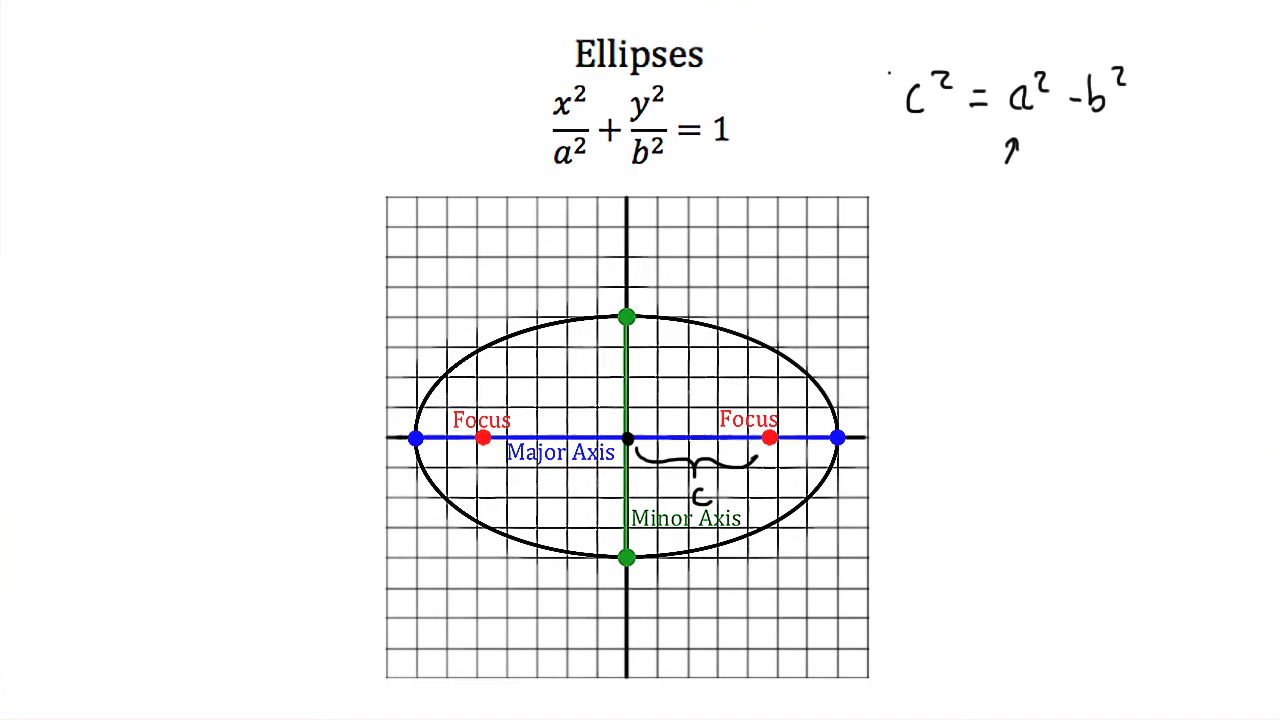 Ellipses
x²/a² + y²/b² = 1
c² = a² - b²
Focus
Focus
Major Axis
c
Minor Axis